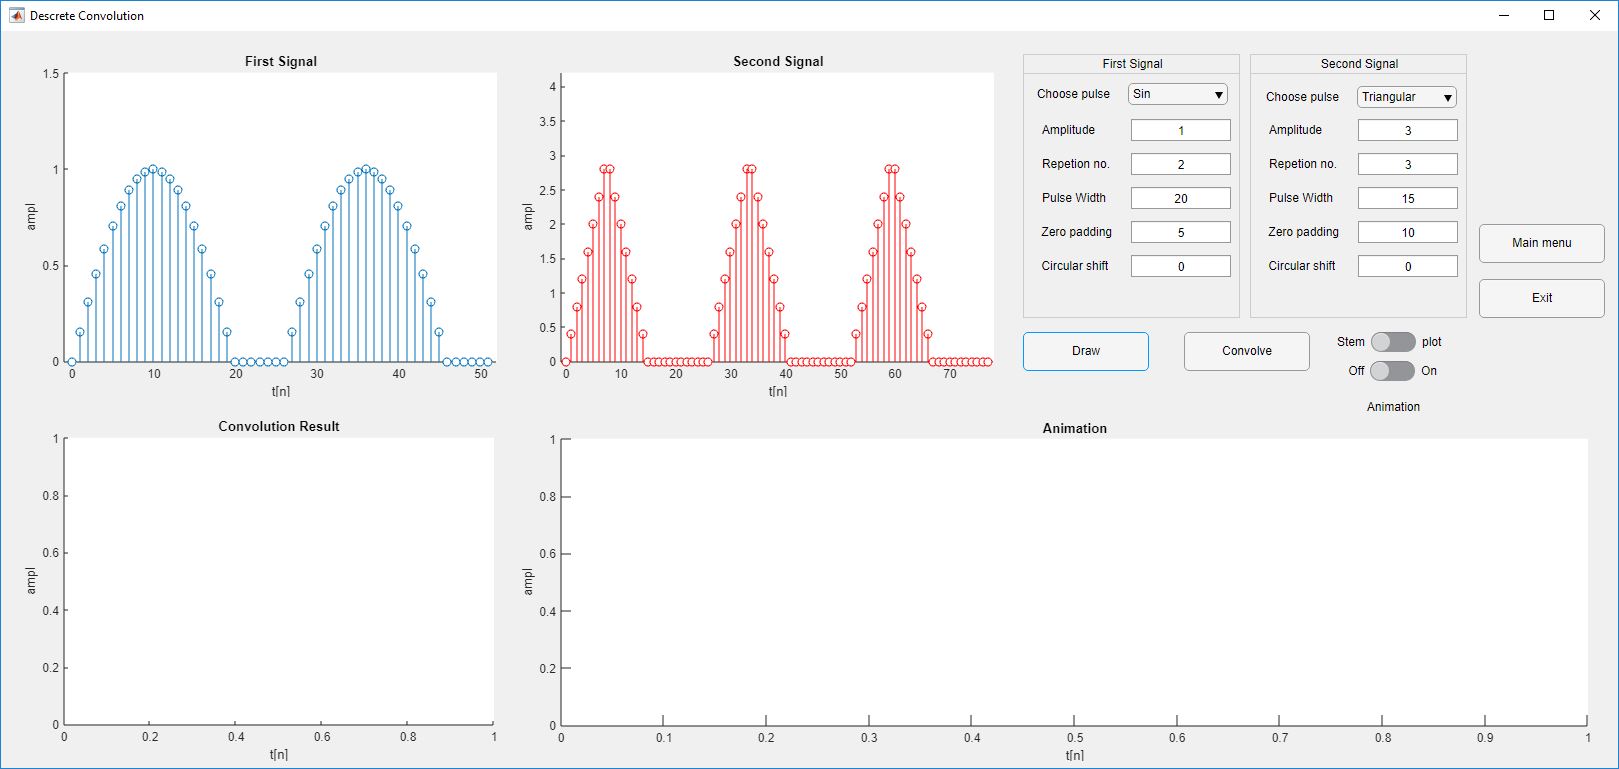 Descrete Convolution
First Signal
1.5
1
0.5
0
ampl
0 10 20 30 40 50
t[n]
Second Signal
4
3.5
3
2.5
2
1.5
1
0.5
0
ampl
0 10 20 30 40 50 60 70
t[n]
First Signal
Choose pulse Sin
Amplitude 1
Repetion no. 2
Pulse Width 20
Zero padding 5
Circular shift 0
Second Signal
Choose pulse Triangular
Amplitude 3
Repetion no. 3
Pulse Width 15
Zero padding 10
Circular shift 0
Main menu
Exit
Draw
Convolve
Stem plot
Off On
Animation
Convolution Result
1
0.8
0.6
0.4
0.2
0
ampl
0 0.2 0.4 0.6 0.8 1
t[n]
Animation
1
0.8
0.6
0.4
0.2
0
ampl
0 0.1 0.2 0.3 0.4 0.5 0.6 0.7 0.8 0.9 1
t[n]